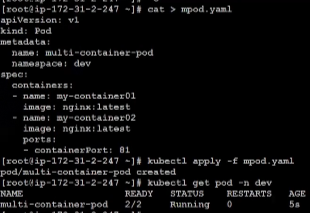 [root@ip-172-31-2-247 ~]# cat > mpod.yaml
apiVersion: v1
kind: Pod
metadata:
  name: multi-container-pod
  namespace: dev
spec:
  containers:
  - name: my-container01
    image: nginx:latest
  - name: my-container02
    image: nginx:latest
    ports:
    - containerPort: 81
[root@ip-172-31-2-247 ~]# kubectl apply -f mpod.yaml
pod/multi-container-pod created
[root@ip-172-31-2-247 ~]# kubectl get pod -n dev
NAME                  READY   STATUS    RESTARTS   AGE
multi-container-pod   2/2     Running   0          5s